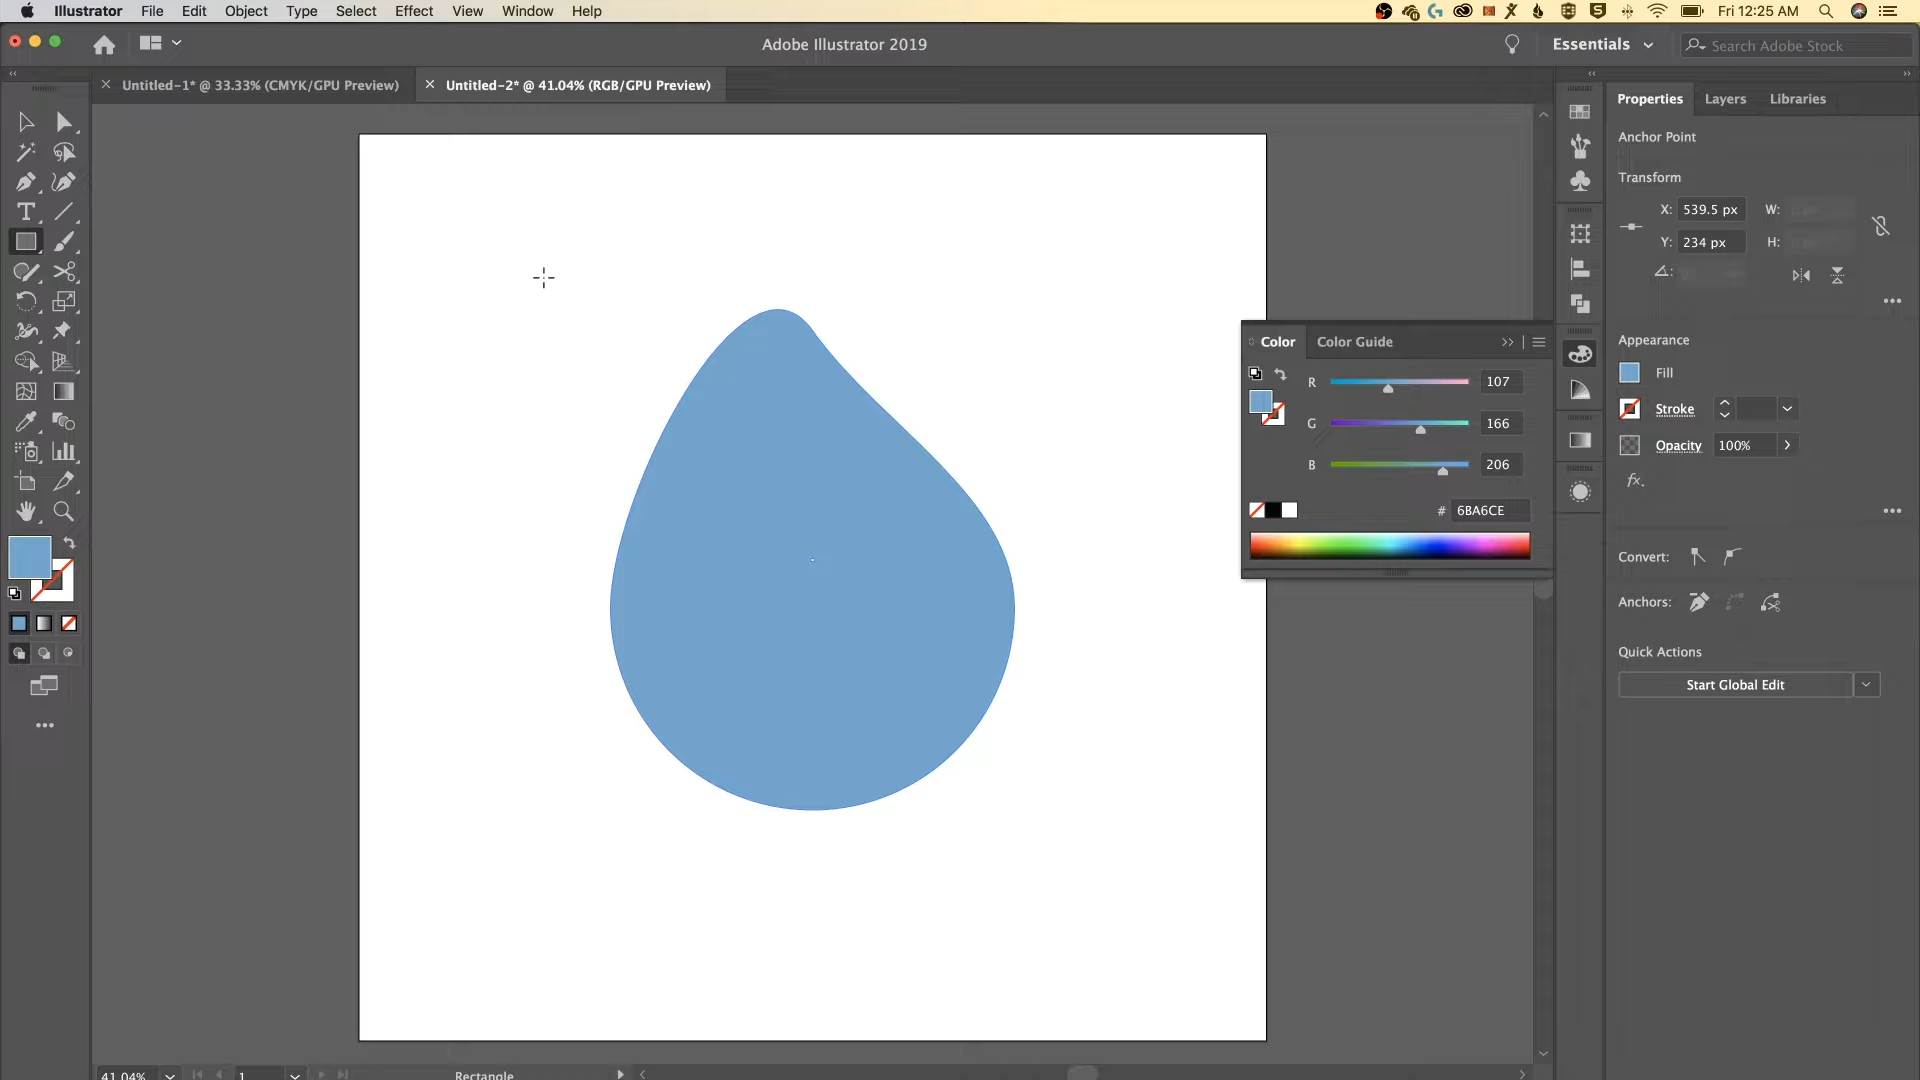 Illustrator File Edit Object Type Select Effect View Window Help Fri 12:25 AM
Adobe Illustrator 2019 Essentials Search Adobe Stock
Untitled-1* @ 33.33% (CMYK/GPU Preview) Untitled-2* @ 41.04% (RGB/GPU Preview)
Properties Layers Libraries
Anchor Point
Transform
X: 539.5 px W:
Y: 234 px H:
Appearance
Color Color Guide
Fill
R 107
Stroke
G 166
Opacity 100%
B 206
fx.
# 6BA6CE
Convert:
Anchors:
Quick Actions
Start Global Edit
41.04% 1 Rectangle